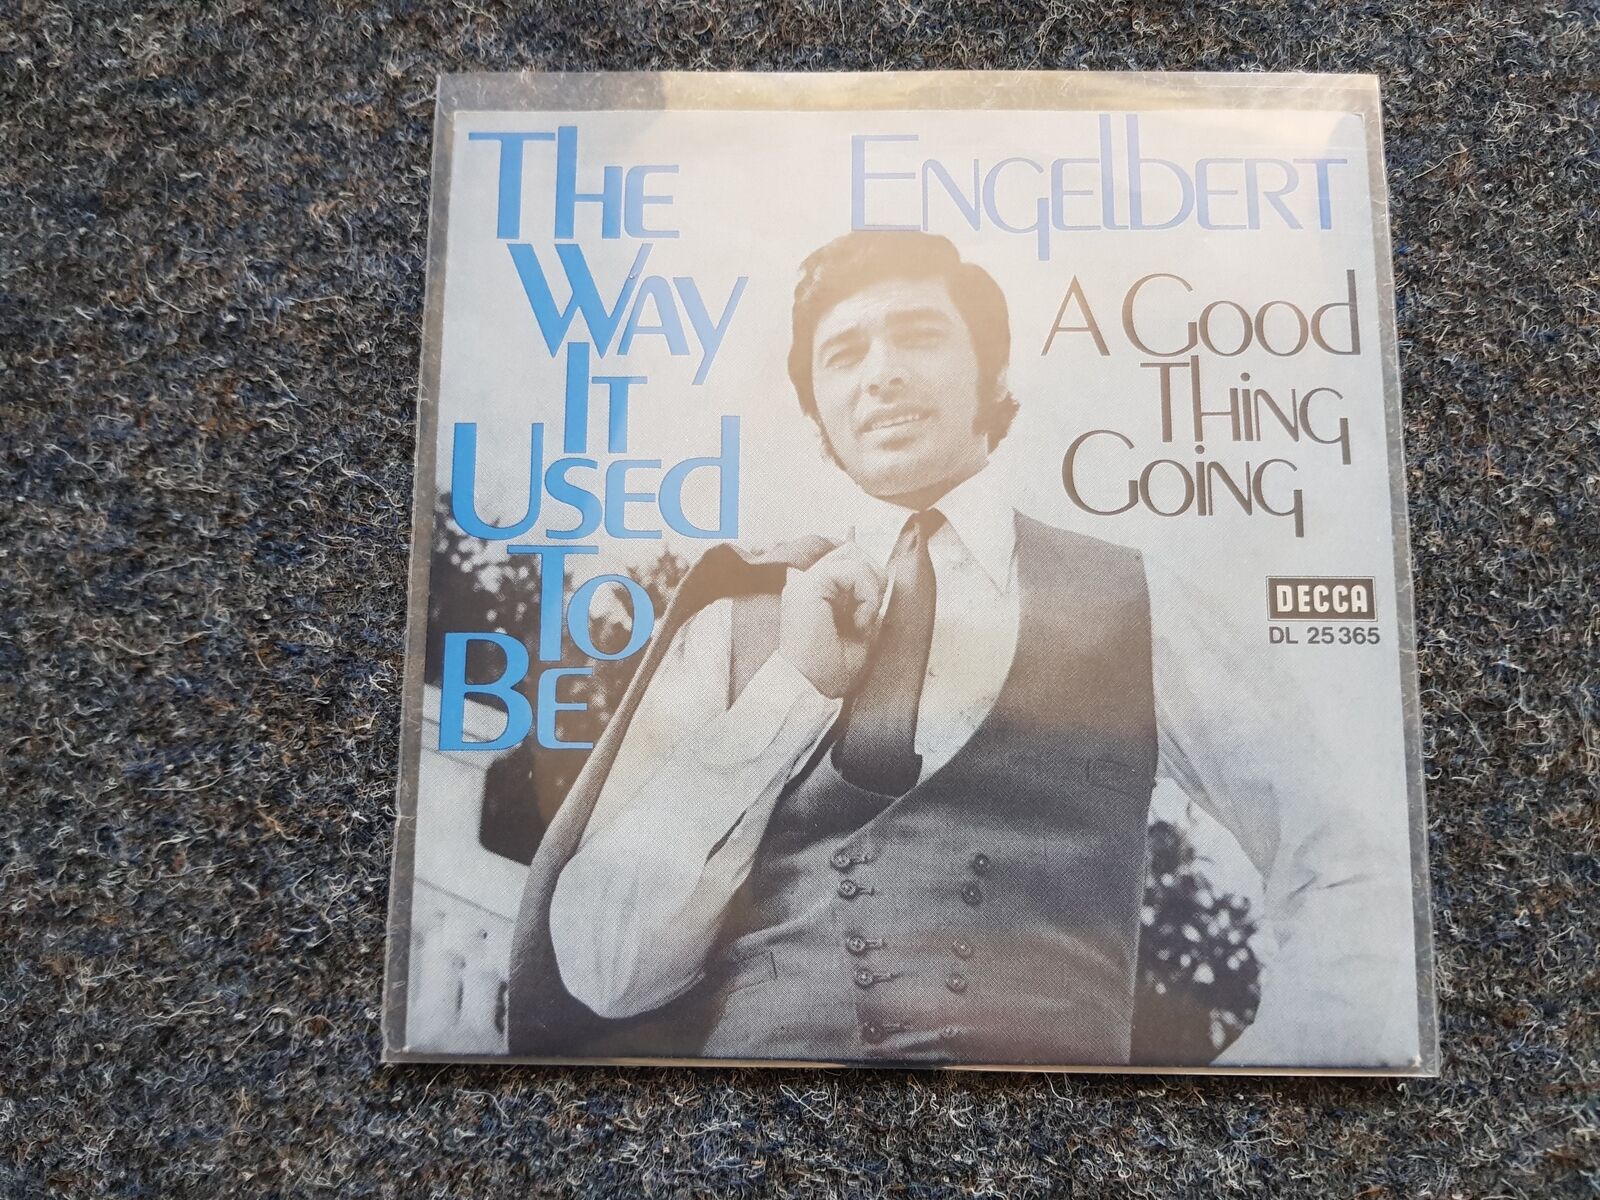 The
Way
It
Used
To
Be
Engelbert
A Good
Thing
Going
DECCA
DL 25 365